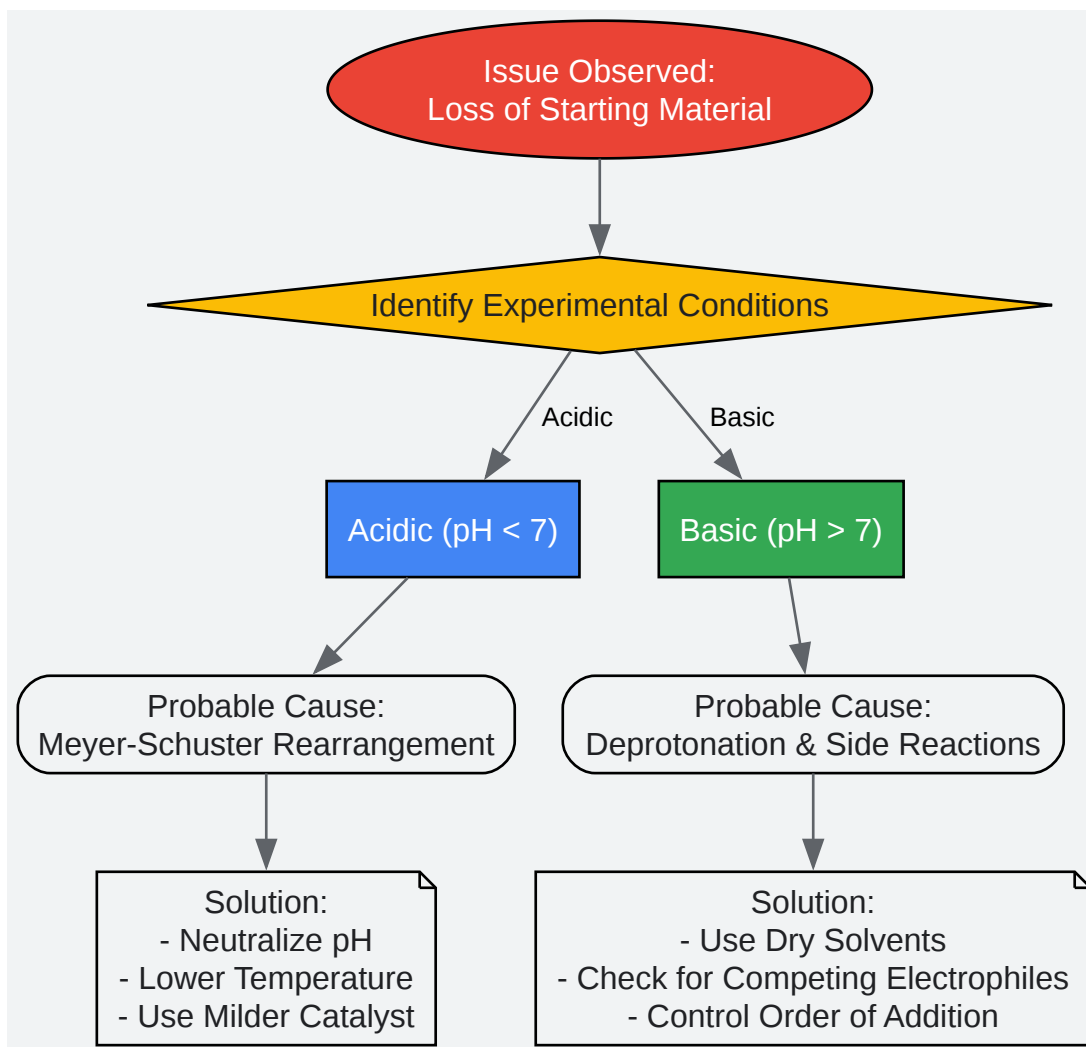 Issue Observed:
Loss of Starting Material
Identify Experimental Conditions
Acidic
Basic
Acidic (pH < 7)
Basic (pH > 7)
Probable Cause:
Meyer-Schuster Rearrangement
Probable Cause:
Deprotonation & Side Reactions
Solution:
- Neutralize pH
- Lower Temperature
- Use Milder Catalyst
Solution:
- Use Dry Solvents
- Check for Competing Electrophiles
- Control Order of Addition